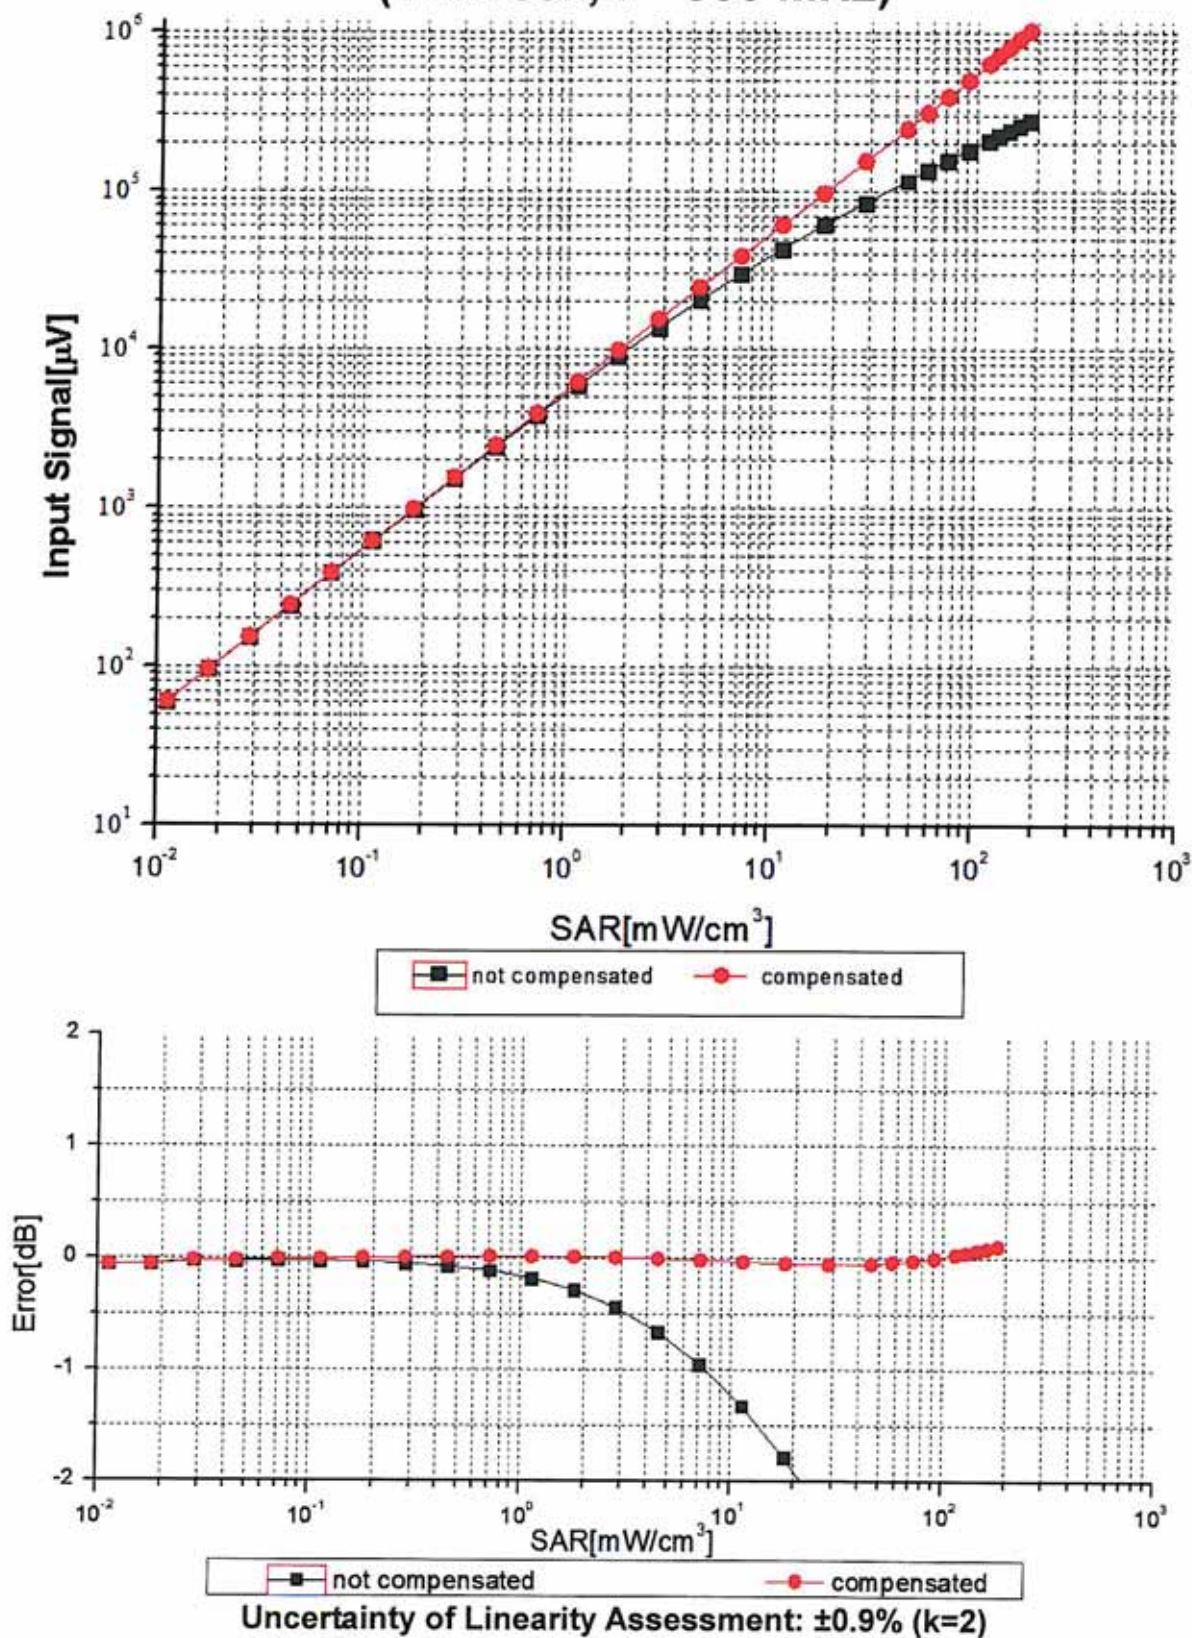 10⁶
10⁵
10⁴
10³
10²
10¹
Input Signal[µV]
10⁻² 10⁻¹ 10⁰ 10¹ 10² 10³
SAR[mW/cm³]
not compensated compensated
2
1
0
-1
-2
Error[dB]
10⁻² 10⁻¹ 10⁰ 10¹ 10² 10³
SAR[mW/cm³]
not compensated compensated
Uncertainty of Linearity Assessment: ±0.9% (k=2)